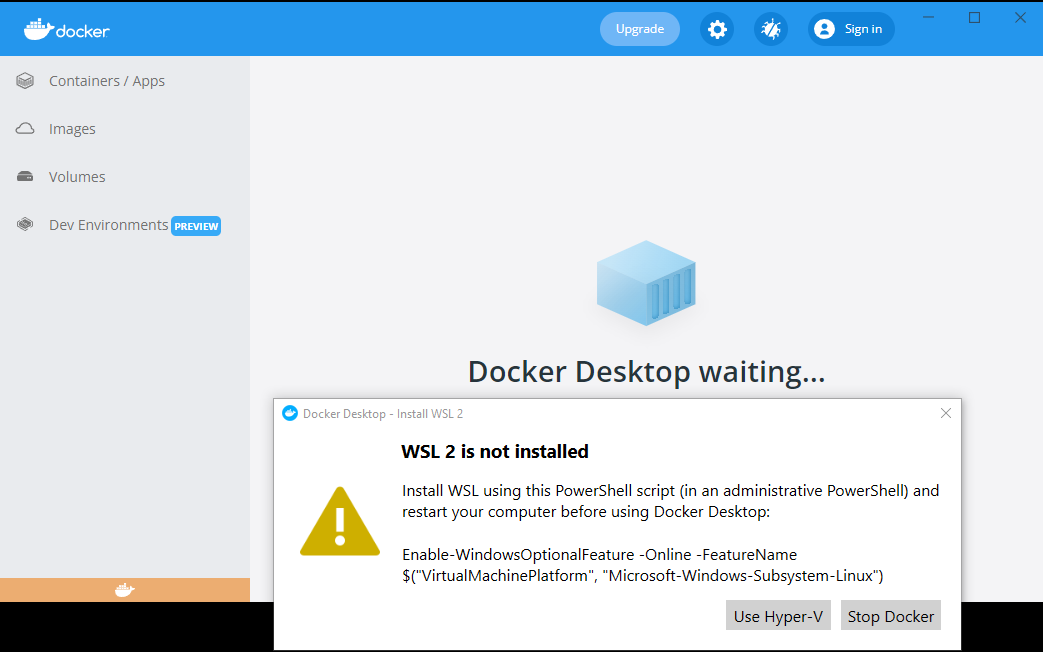 docker
Upgrade
Sign in
Containers / Apps
Images
Volumes
Dev Environments PREVIEW
Docker Desktop waiting...
Docker Desktop - Install WSL 2
WSL 2 is not installed
Install WSL using this PowerShell script (in an administrative PowerShell) and
restart your computer before using Docker Desktop:
Enable-WindowsOptionalFeature -Online -FeatureName
$("VirtualMachinePlatform", "Microsoft-Windows-Subsystem-Linux")
Use Hyper-V
Stop Docker